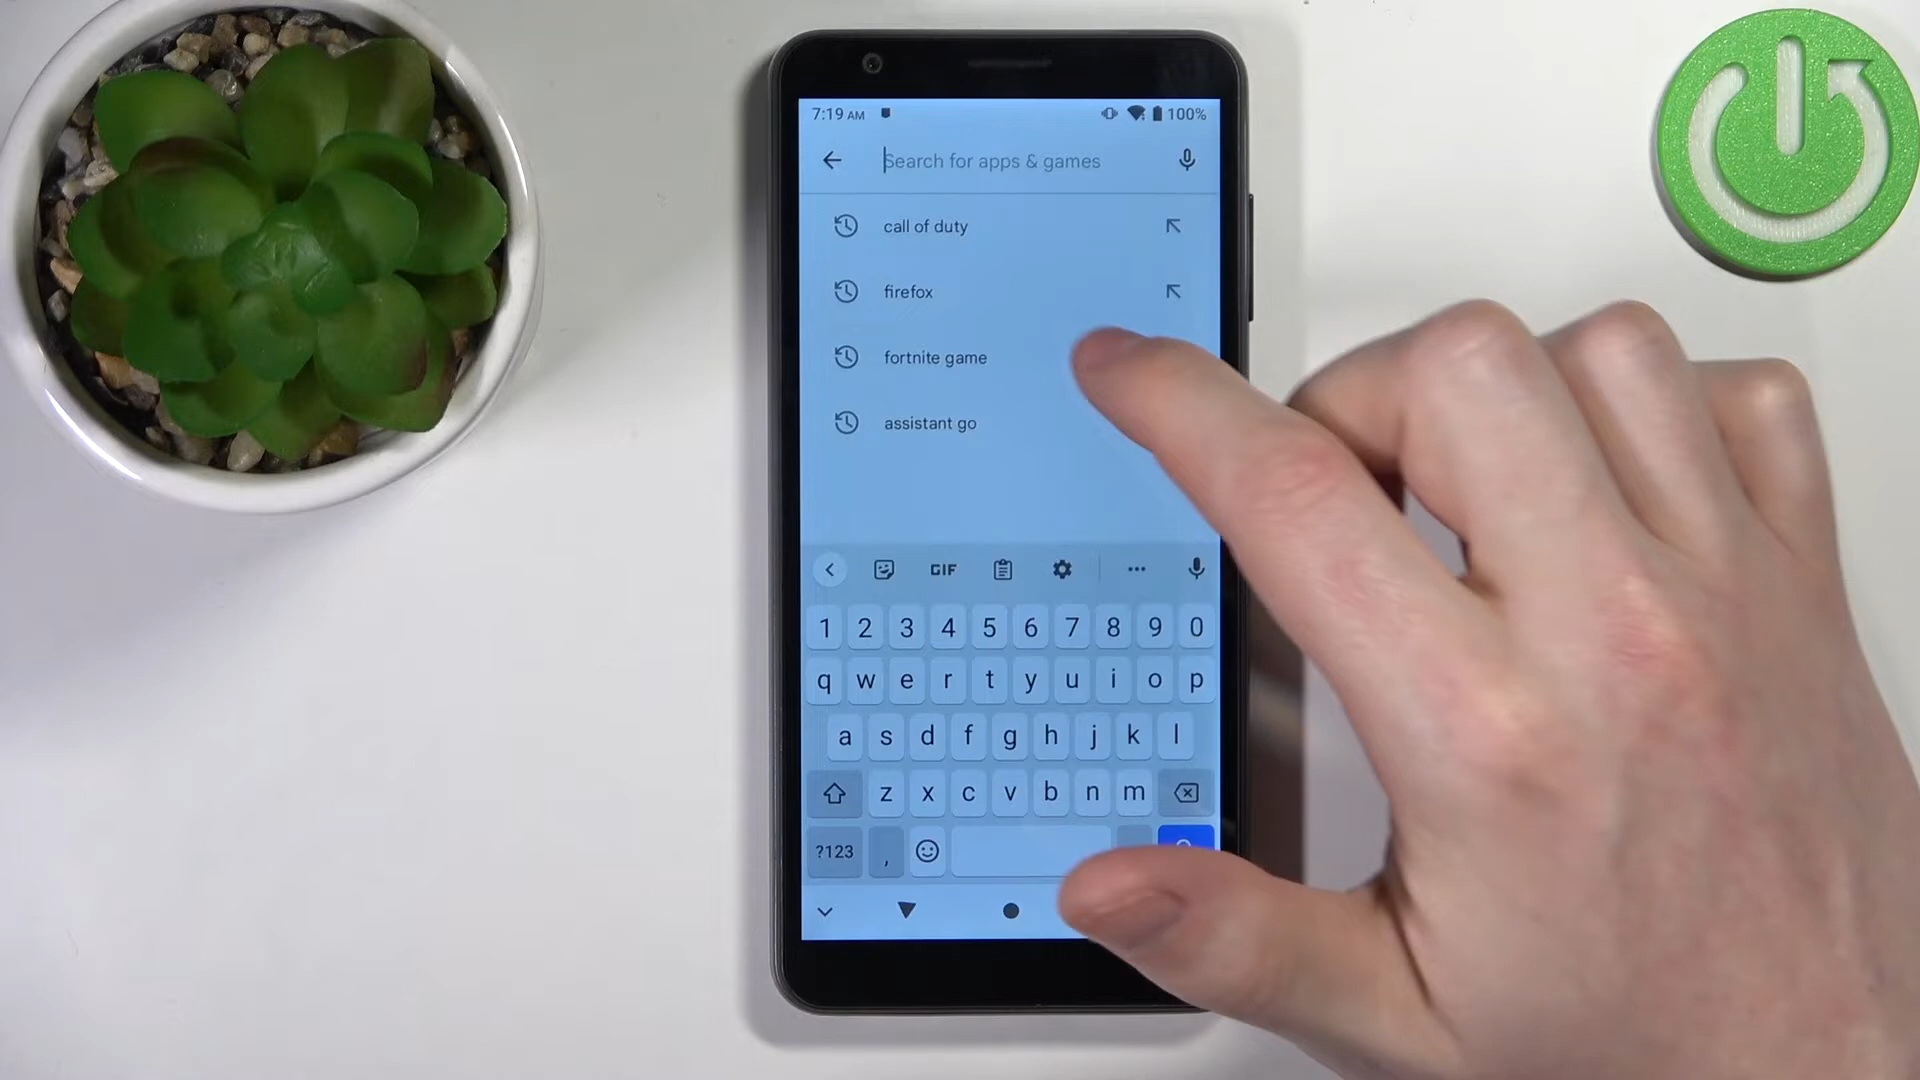 7:19 AM 100%
Search for apps & games
call of duty
firefox
fortnite game
assistant go
GIF
1 2 3 4 5 6 7 8 9 0
q w e r t y u i o p
a s d f g h j k l
z x c v b n m
?123 ,